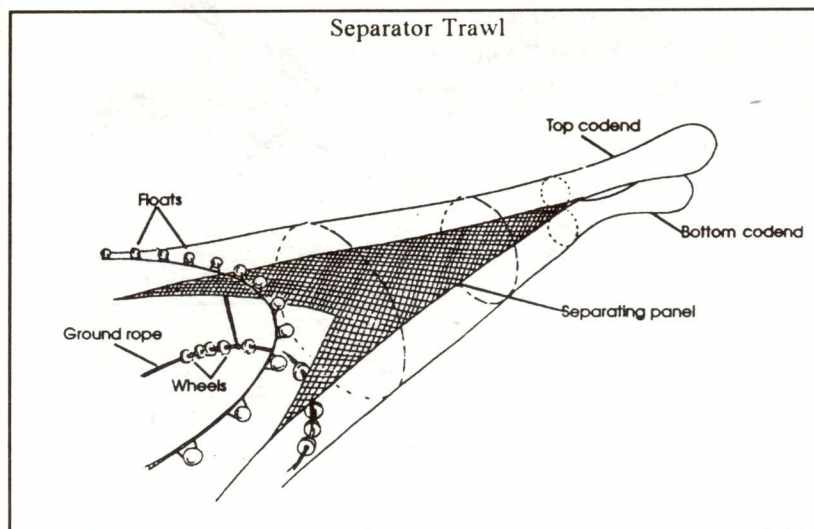 Separator Trawl
Top codend
Floats
Bottom codend
Separating panel
Ground rope
Wheels